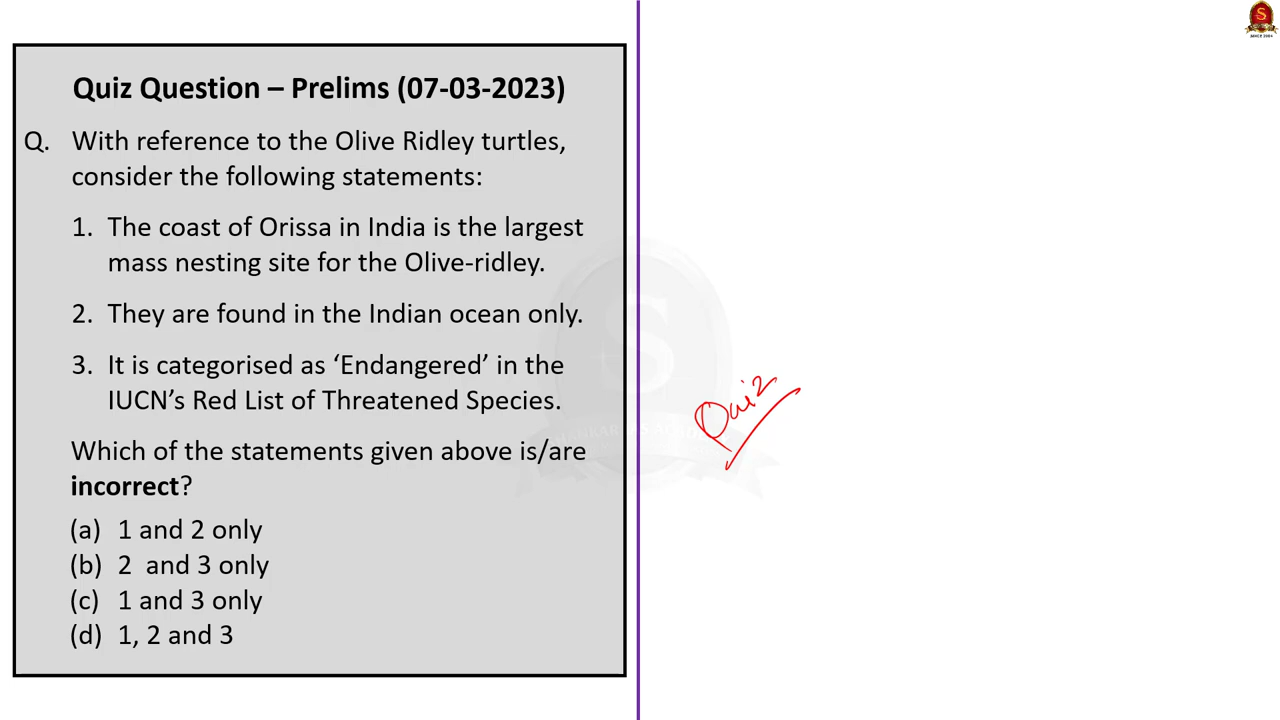 S
SINCE 2004
Quiz Question – Prelims (07-03-2023)
Q. With reference to the Olive Ridley turtles,
consider the following statements:
1. The coast of Orissa in India is the largest
mass nesting site for the Olive-ridley.
2. They are found in the Indian ocean only.
3. It is categorised as ‘Endangered’ in the
IUCN’s Red List of Threatened Species.
Which of the statements given above is/are
incorrect?
(a) 1 and 2 only
(b) 2 and 3 only
(c) 1 and 3 only
(d) 1, 2 and 3
Quiz